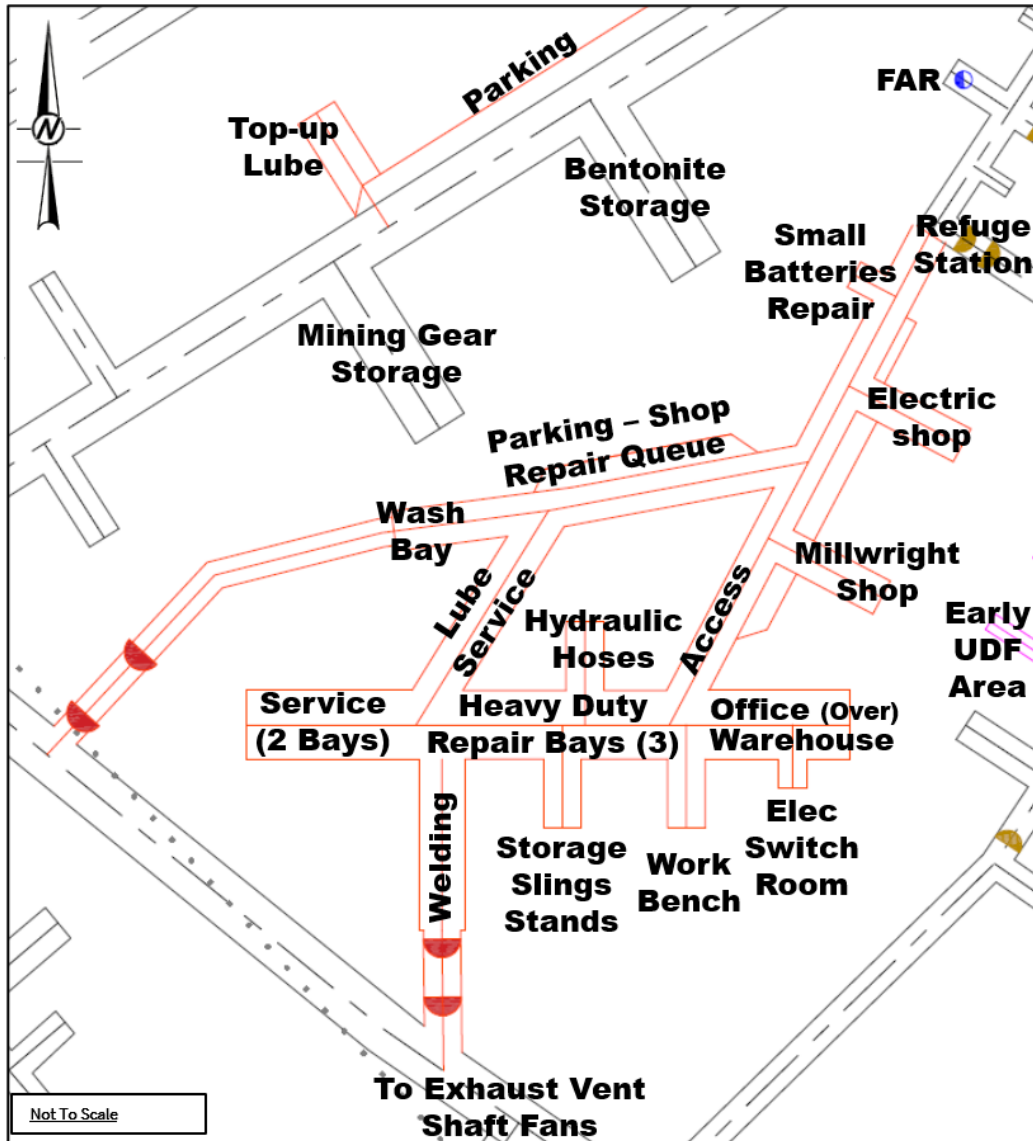 N
Parking
FAR
Top-up
Lube
Bentonite
Storage
Refuge
Station
Small
Batteries
Repair
Mining Gear
Storage
Electric
shop
Parking – Shop
Repair Queue
Wash
Bay
Millwright
Shop
Lube
Service
Hydraulic
Hoses
Access
Early
UDF
Area
Service
(2 Bays)
Heavy Duty
Repair Bays (3)
Office (Over)
Warehouse
Welding
Storage
Slings
Stands
Work
Bench
Elec
Switch
Room
To Exhaust Vent
Shaft Fans
Not To Scale